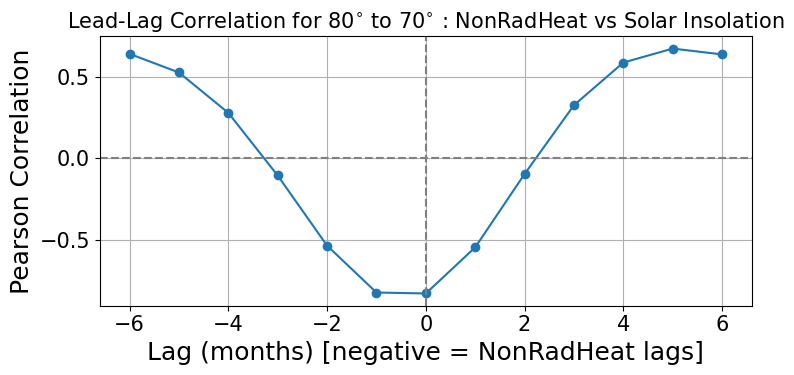 Lead-Lag Correlation for 80° to 70° : NonRadHeat vs Solar Insolation
Pearson Correlation
0.5
0.0
−0.5
−6 −4 −2 0 2 4 6
Lag (months) [negative = NonRadHeat lags]